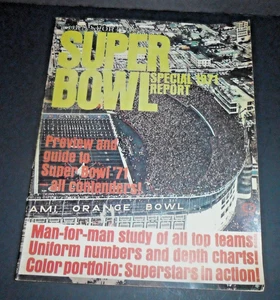 SUPER
BOWL
SPECIAL 1971
REPORT
Preview and
guide to
Super Bowl '71
-all contenders!
AMI ORANGE BOWL
Man-for-man study of all top teams!
Uniform numbers and depth charts!
Color portfolio: Superstars in action!